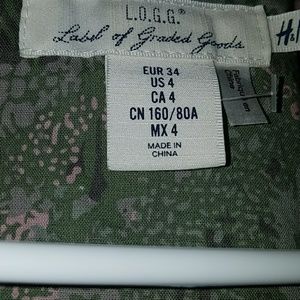 L.O.G.G.®
Label of Graded Goods
H
EUR 34
US 4
CA 4
CN 160/80A
MX 4
MADE IN
CHINA